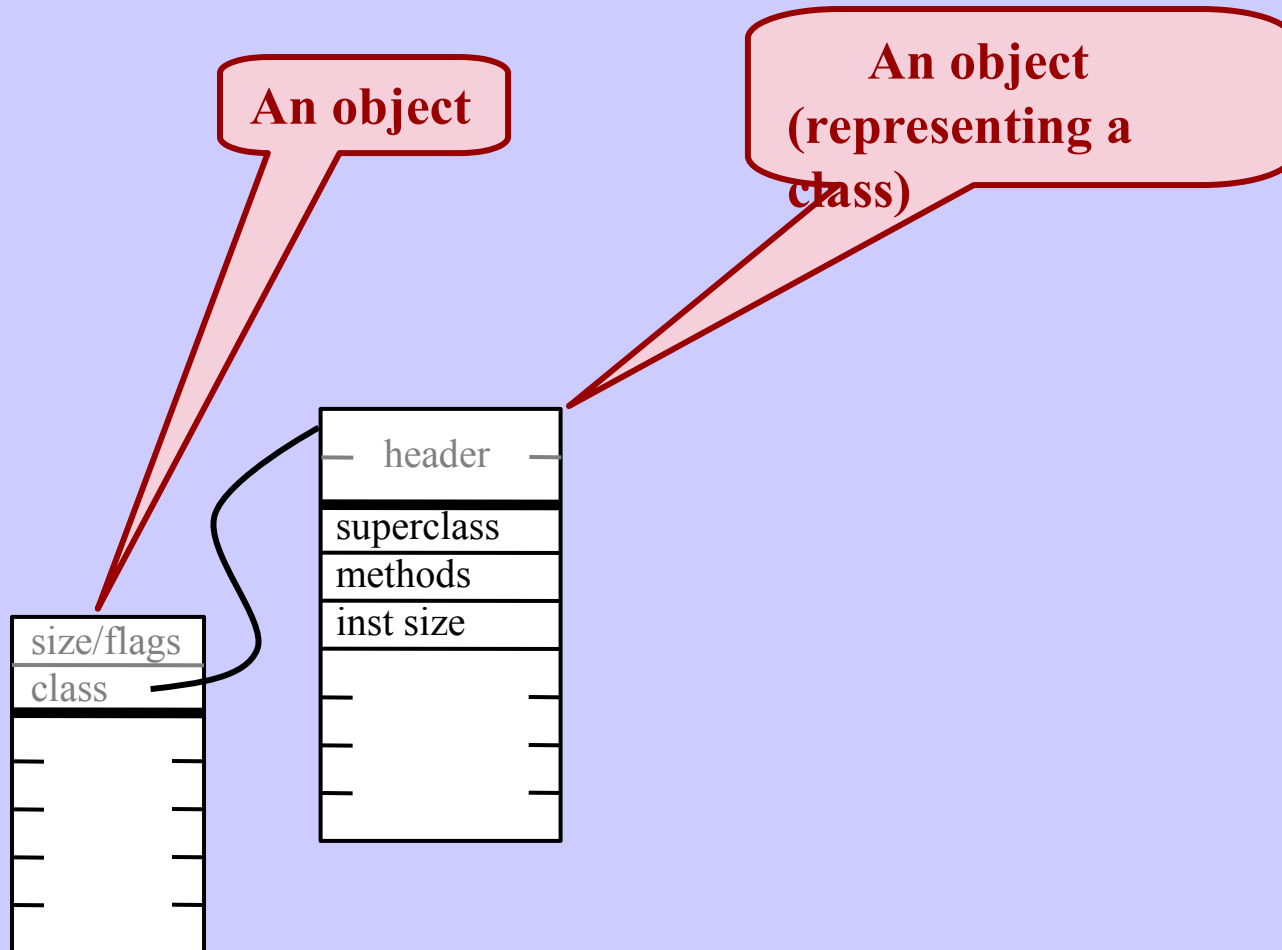 An object
An object
(representing a
class)
header
superclass
methods
inst size
size/flags
class